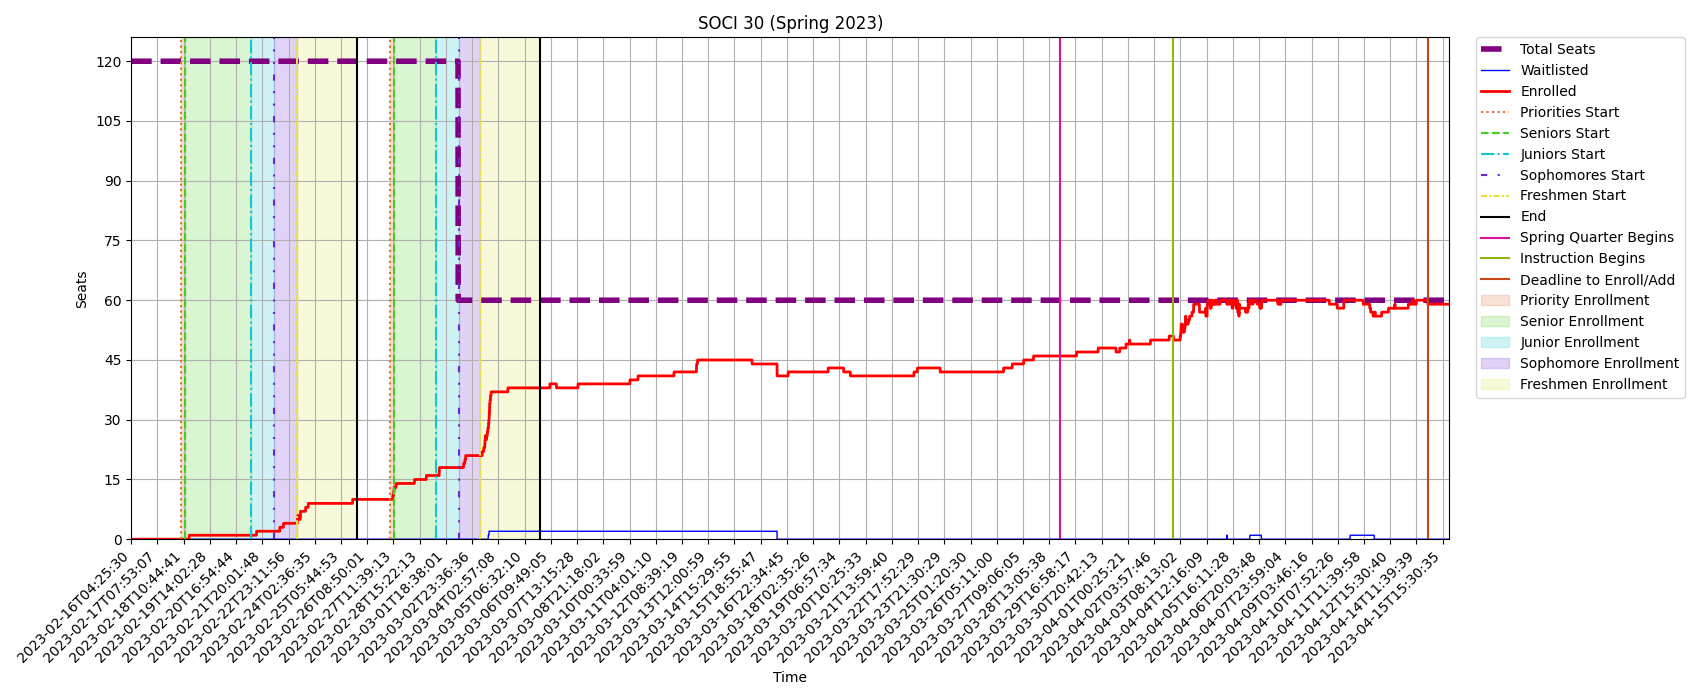 SOCI 30 (Spring 2023)
Seats
120
105
90
75
60
45
30
15
0
2023-02-16T04:25:30
2023-02-17T07:53:07
2023-02-18T10:44:41
2023-02-19T14:02:28
2023-02-20T16:54:44
2023-02-21T20:01:48
2023-02-22T23:11:56
2023-02-24T02:36:35
2023-02-25T05:44:53
2023-02-26T08:50:01
2023-02-27T11:39:13
2023-02-28T15:22:13
2023-03-01T18:38:01
2023-03-02T23:36:36
2023-03-04T02:57:08
2023-03-05T06:32:10
2023-03-06T09:49:05
2023-03-07T13:15:28
2023-03-08T21:18:02
2023-03-10T00:33:59
2023-03-11T04:01:10
2023-03-12T08:39:19
2023-03-13T12:00:59
2023-03-14T15:29:55
2023-03-15T18:55:47
2023-03-16T22:34:45
2023-03-18T02:35:26
2023-03-19T06:57:34
2023-03-20T10:25:33
2023-03-21T13:59:40
2023-03-22T17:52:29
2023-03-23T21:30:29
2023-03-25T01:20:30
2023-03-26T05:11:00
2023-03-27T09:06:05
2023-03-28T13:05:38
2023-03-29T16:58:17
2023-03-30T20:42:13
2023-04-01T00:25:21
2023-04-02T03:57:46
2023-04-03T08:13:02
2023-04-04T12:16:09
2023-04-05T16:11:28
2023-04-06T20:03:48
2023-04-07T23:59:04
2023-04-09T03:46:16
2023-04-10T07:52:26
2023-04-11T11:39:58
2023-04-12T15:30:40
2023-04-14T11:39:39
2023-04-15T15:30:35
Time
Total Seats
Waitlisted
Enrolled
Priorities Start
Seniors Start
Juniors Start
Sophomores Start
Freshmen Start
End
Spring Quarter Begins
Instruction Begins
Deadline to Enroll/Add
Priority Enrollment
Senior Enrollment
Junior Enrollment
Sophomore Enrollment
Freshmen Enrollment